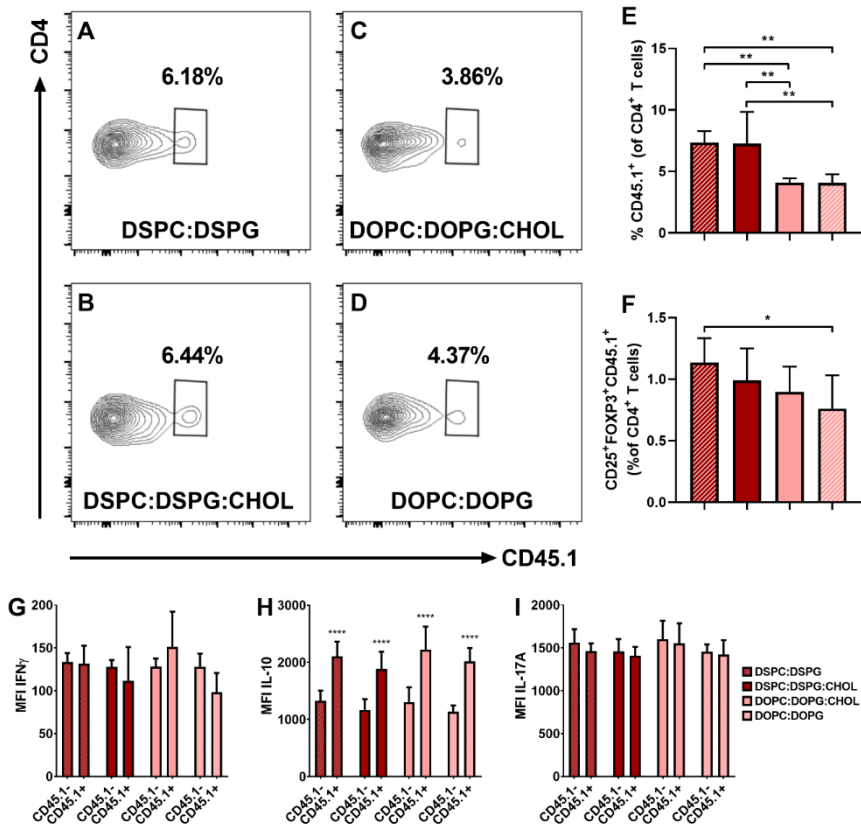 CD4
A
6.18%
DSPC:DSPG
C
3.86%
DOPC:DOPG:CHOL
B
6.44%
DSPC:DSPG:CHOL
D
4.37%
DOPC:DOPG
CD45.1
E
% CD45.1⁺ (of CD4⁺ T cells)
15
10
5
0
**
**
**
**
F
CD25⁺FOXP3⁺CD45.1⁺
(%of CD4⁺ T cells)
1.5
1.0
0.5
0.0
*
G
MFI IFNγ
200
150
100
50
0
CD45.1-
CD45.1+
CD45.1-
CD45.1+
CD45.1-
CD45.1+
CD45.1-
CD45.1+
H
MFI IL-10
3000
2000
1000
0
****
****
****
****
CD45.1-
CD45.1+
CD45.1-
CD45.1+
CD45.1-
CD45.1+
CD45.1-
CD45.1+
I
MFI IL-17A
2000
1500
1000
500
0
CD45.1-
CD45.1+
CD45.1-
CD45.1+
CD45.1-
CD45.1+
CD45.1-
CD45.1+
DSPC:DSPG
DSPC:DSPG:CHOL
DOPC:DOPG:CHOL
DOPC:DOPG